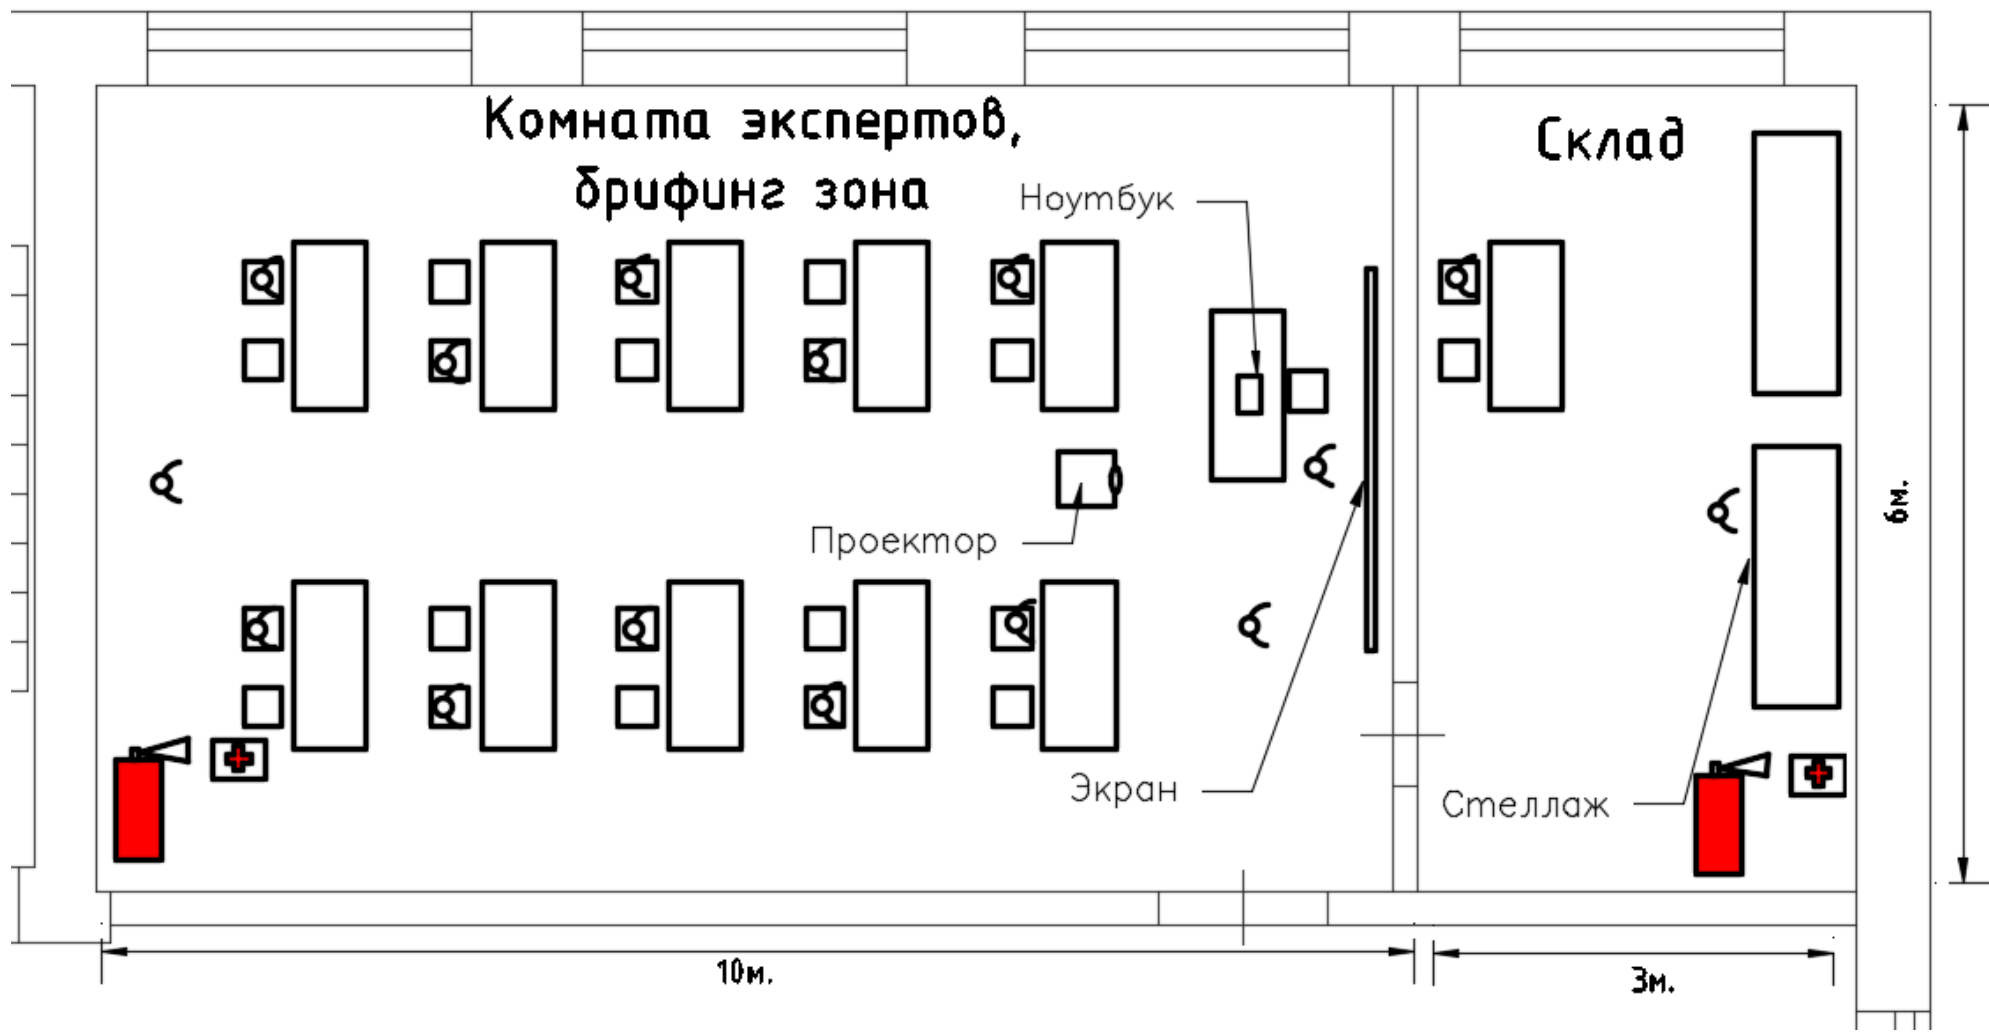 Комната экспертов,
брифинг зона
Склад
Ноутбук
Проектор
6м.
Экран
Стеллаж
10м.
3м.